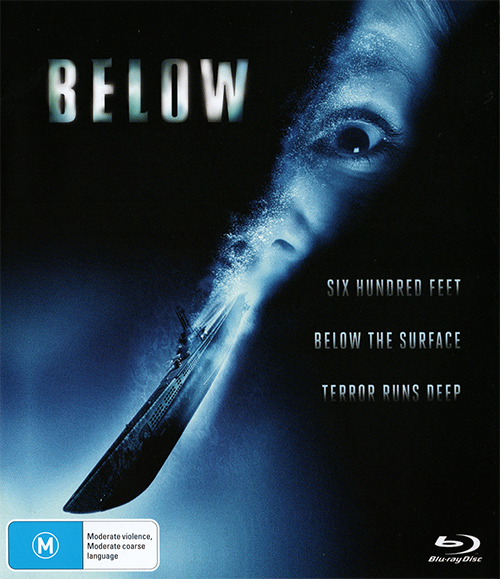 BELOW
SIX HUNDRED FEET
BELOW THE SURFACE
TERROR RUNS DEEP
M
Moderate violence,
Moderate coarse
language
Blu-ray Disc